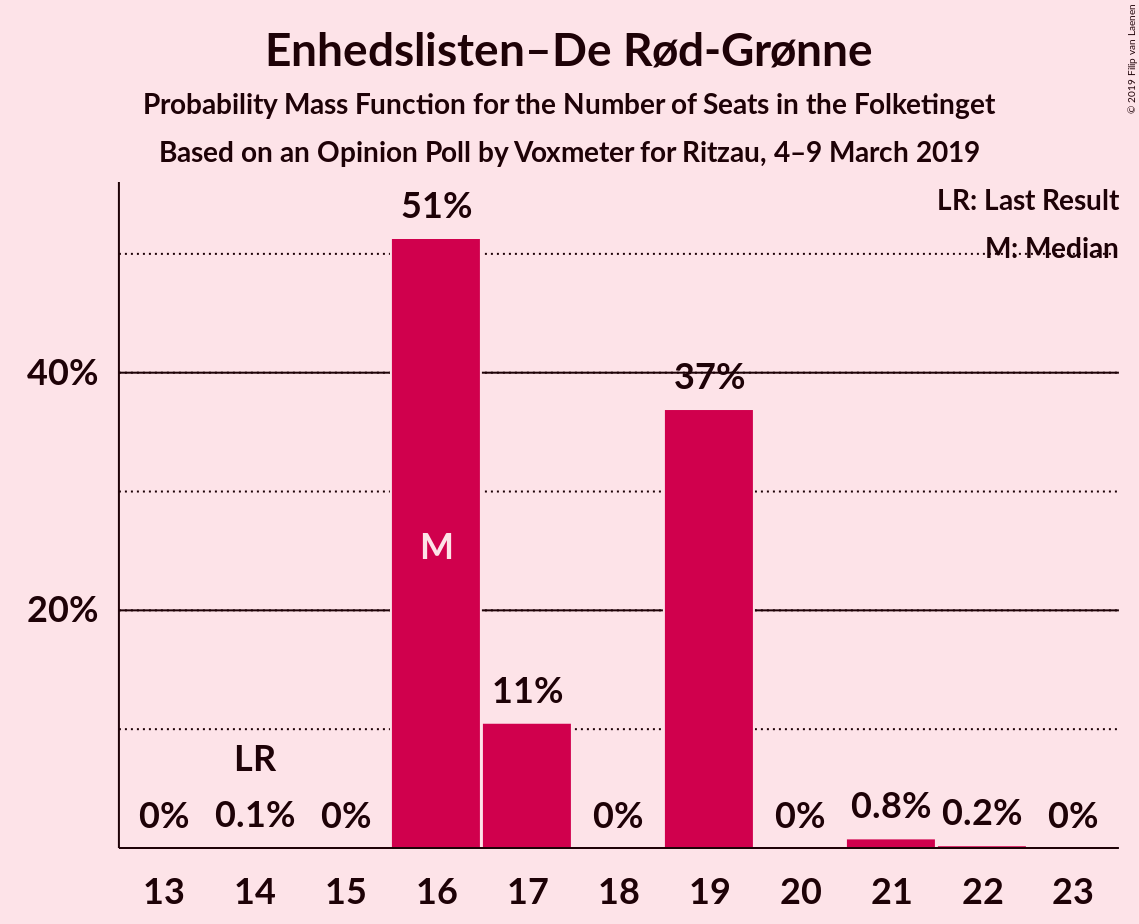 Enhedslisten–De Rød-Grønne
Probability Mass Function for the Number of Seats in the Folketinget
Based on an Opinion Poll by Voxmeter for Ritzau, 4–9 March 2019
© 2019 Filip van Laenen
LR: Last Result
M: Median
51%
40%
37%
M
20%
11%
LR
0% 0.1% 0% 0% 0% 0.8% 0.2% 0%
13 14 15 16 17 18 19 20 21 22 23